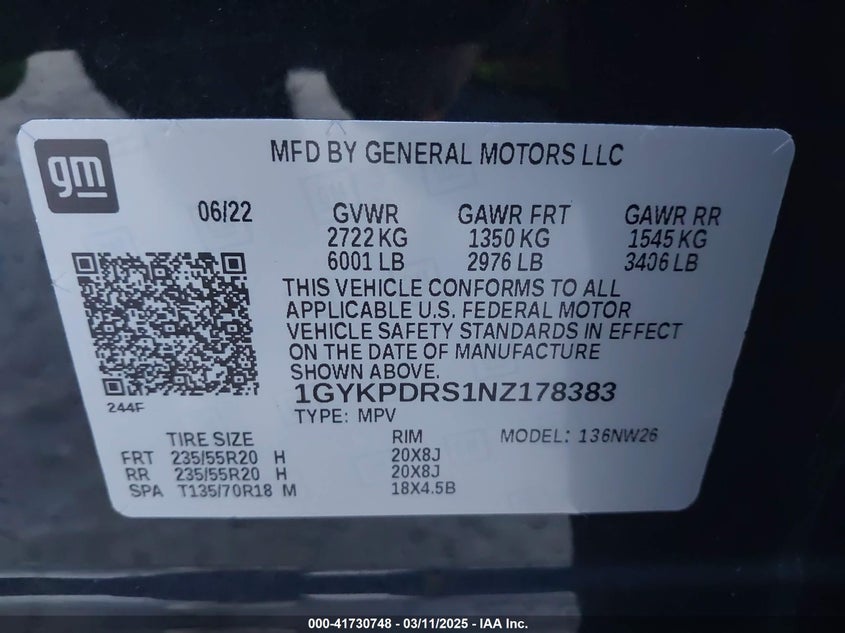 gm
MFD BY GENERAL MOTORS LLC
06/22 GVWR GAWR FRT GAWR RR
2722 KG 1350 KG 1545 KG
6001 LB 2976 LB 3406 LB
THIS VEHICLE CONFORMS TO ALL
APPLICABLE U.S. FEDERAL MOTOR
VEHICLE SAFETY STANDARDS IN EFFECT
ON THE DATE OF MANUFACTURE
SHOWN ABOVE.
244F 1GYKPDRS1NZ178383
TYPE: MPV
TIRE SIZE RIM MODEL: 136NW26
FRT 235/55R20 H 20X8J
RR 235/55R20 H 20X8J
SPA T135/70R18 M 18X4.5B
000-41730748 - 03/11/2025 - IAA Inc.